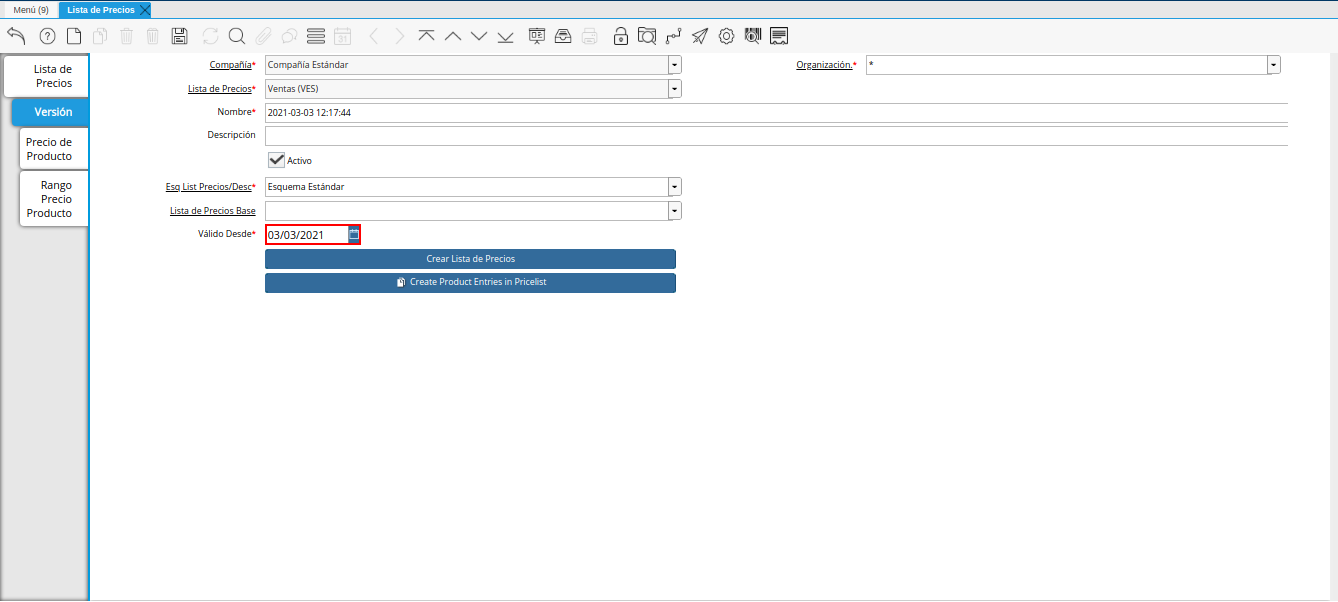 Menú (9)
Lista de Precios
31
Lista de
Precios
Versión
Precio de
Producto
Rango
Precio
Producto
Compañía*
Compañía Estándar
Organización.*
*
Lista de Precios*
Ventas (VES)
Nombre*
2021-03-03 12:17:44
Descripción
Activo
Esq List Precios/Desc*
Esquema Estándar
Lista de Precios Base
Válido Desde*
03/03/2021
Crear Lista de Precios
Create Product Entries in Pricelist